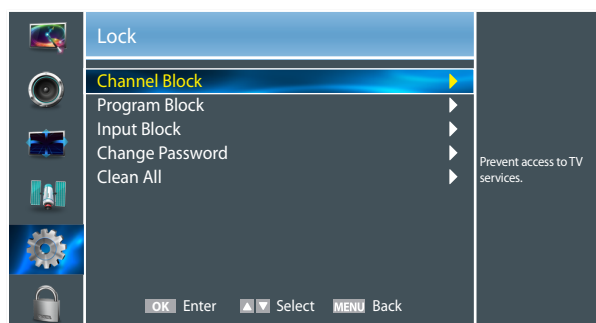 Lock
Channel Block
Program Block
Input Block
Change Password
Clean All
Prevent access to TV
services.
OK Enter ▲▼ Select MENU Back